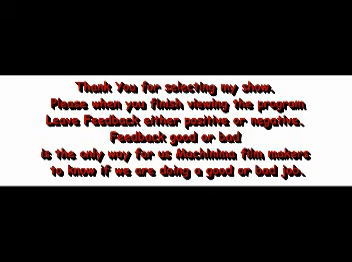 Thank You for selecting my show.
Please when you finish viewing the program
Leave Feedback either positive or negative.
Feedback good or bad
is the only way for us Machinima film makers
to know if we are doing a good or bad job.